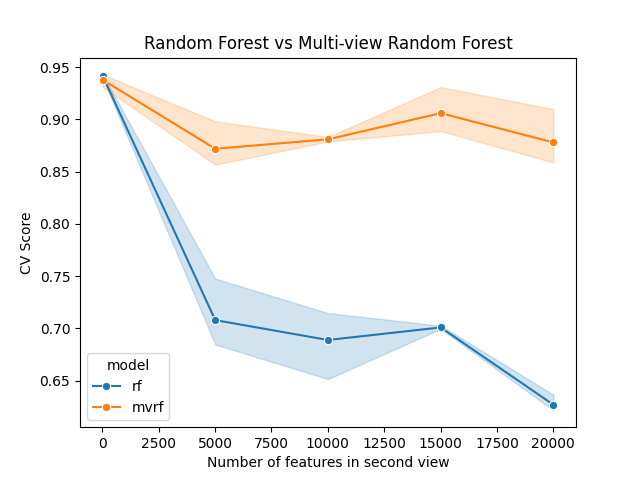 Random Forest vs Multi-view Random Forest
CV Score
0.95
0.90
0.85
0.80
0.75
0.70
0.65
model
rf
mvrf
0 2500 5000 7500 10000 12500 15000 17500 20000
Number of features in second view